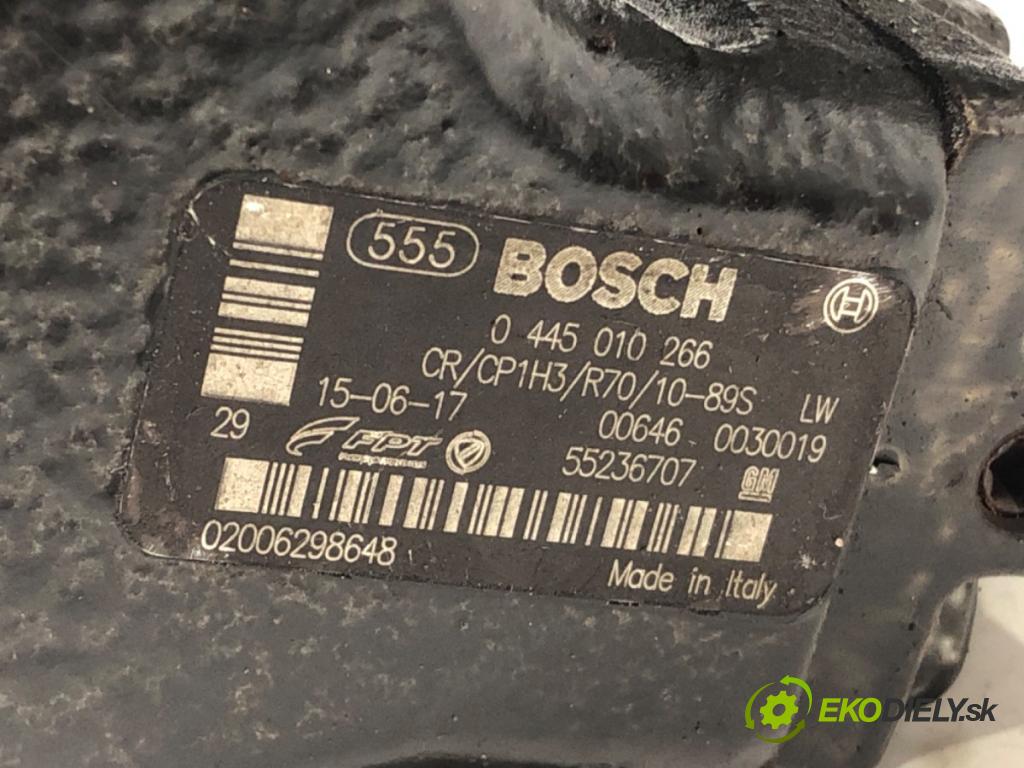 555 BOSCH
0 445 010 266
CR/CP1H3/R70/10-89S LW
15-06-17
00646 0030019
29 FPT
55236707 GM
02006298648
Made in Italy
EKODIELY.sk